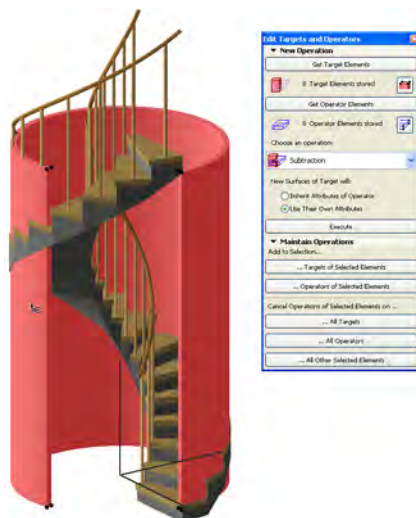 Edit Targets and Operators
New Operation
Get Target Elements
8 Target Elements stored
Get Operator Elements
Operator Elements stored
Choose an operation:
Subtraction
New Surfaces of Target will:
Inherit Attributes of Operator
Use Their Own Attributes
Execute
Maintain Operations
Add to Selection...
... Targets of Selected Elements
... Operators of Selected Elements
Cancel Operations of Selected Elements on ...
... All Targets
... All Operators
... All Other Selected Elements